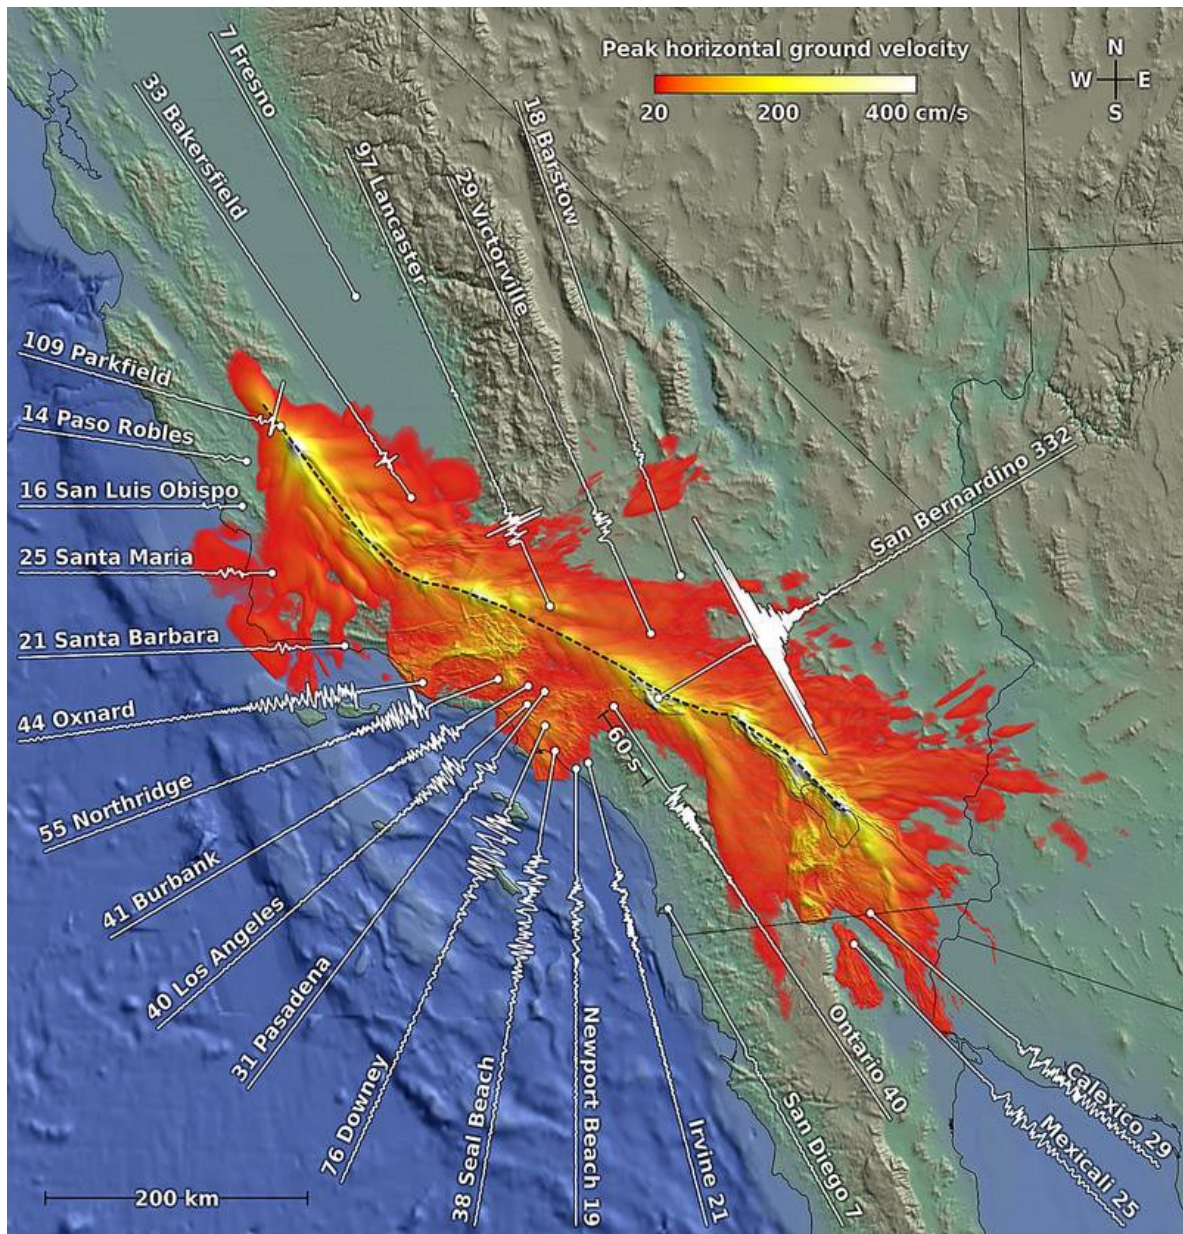 Peak horizontal ground velocity
20 200 400 cm/s
N
W E
S
7 Fresno
33 Bakersfield
97 Lancaster
29 Victorville
18 Barstow
109 Parkfield
14 Paso Robles
16 San Luis Obispo
25 Santa Maria
21 Santa Barbara
44 Oxnard
55 Northridge
41 Burbank
40 Los Angeles
31 Pasadena
76 Downey
38 Seal Beach
Newport Beach 19
Irvine 21
San Diego 7
Ontario 40
Mexicali 25
Calexico 29
San Bernardino 332
60 s
200 km